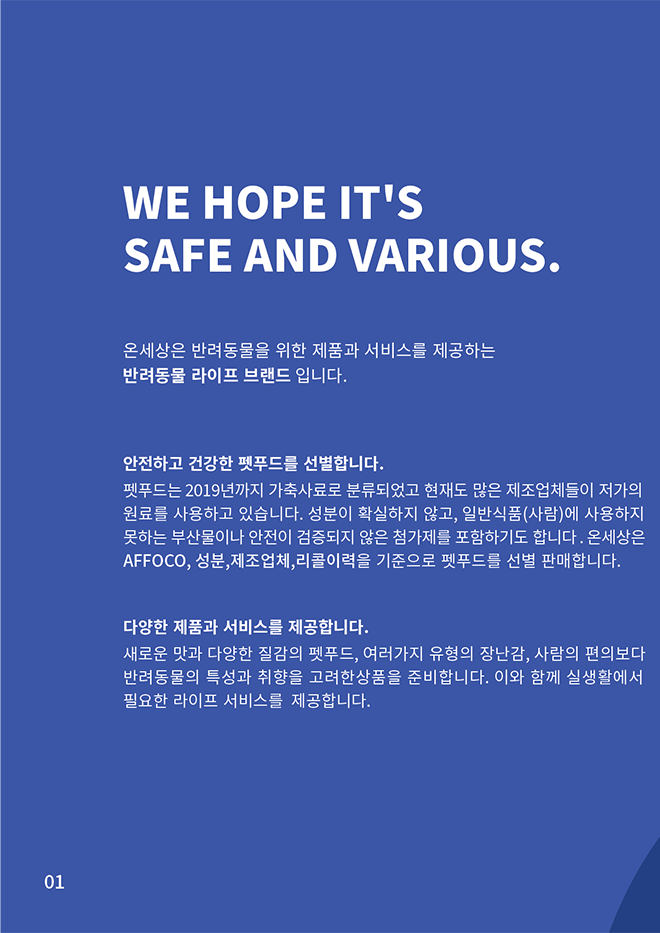 WE HOPE IT'S
SAFE AND VARIOUS.
온세상은 반려동물을 위한 제품과 서비스를 제공하는
반려동물 라이프 브랜드 입니다.
안전하고 건강한 펫푸드를 선별합니다.
펫푸드는 2019년까지 가축사료로 분류되었고 현재도 많은 제조업체들이 저가의
원료를 사용하고 있습니다. 성분이 확실하지 않고, 일반식품(사람)에 사용하지
못하는 부산물이나 안전이 검증되지 않은 첨가제를 포함하기도 합니다 . 온세상은
AFFOCO, 성분,제조업체,리콜이력을 기준으로 펫푸드를 선별 판매합니다.
다양한 제품과 서비스를 제공합니다.
새로운 맛과 다양한 질감의 펫푸드, 여러가지 유형의 장난감, 사람의 편의보다
반려동물의 특성과 취향을 고려한상품을 준비합니다. 이와 함께 실생활에서
필요한 라이프 서비스를  제공합니다.
01